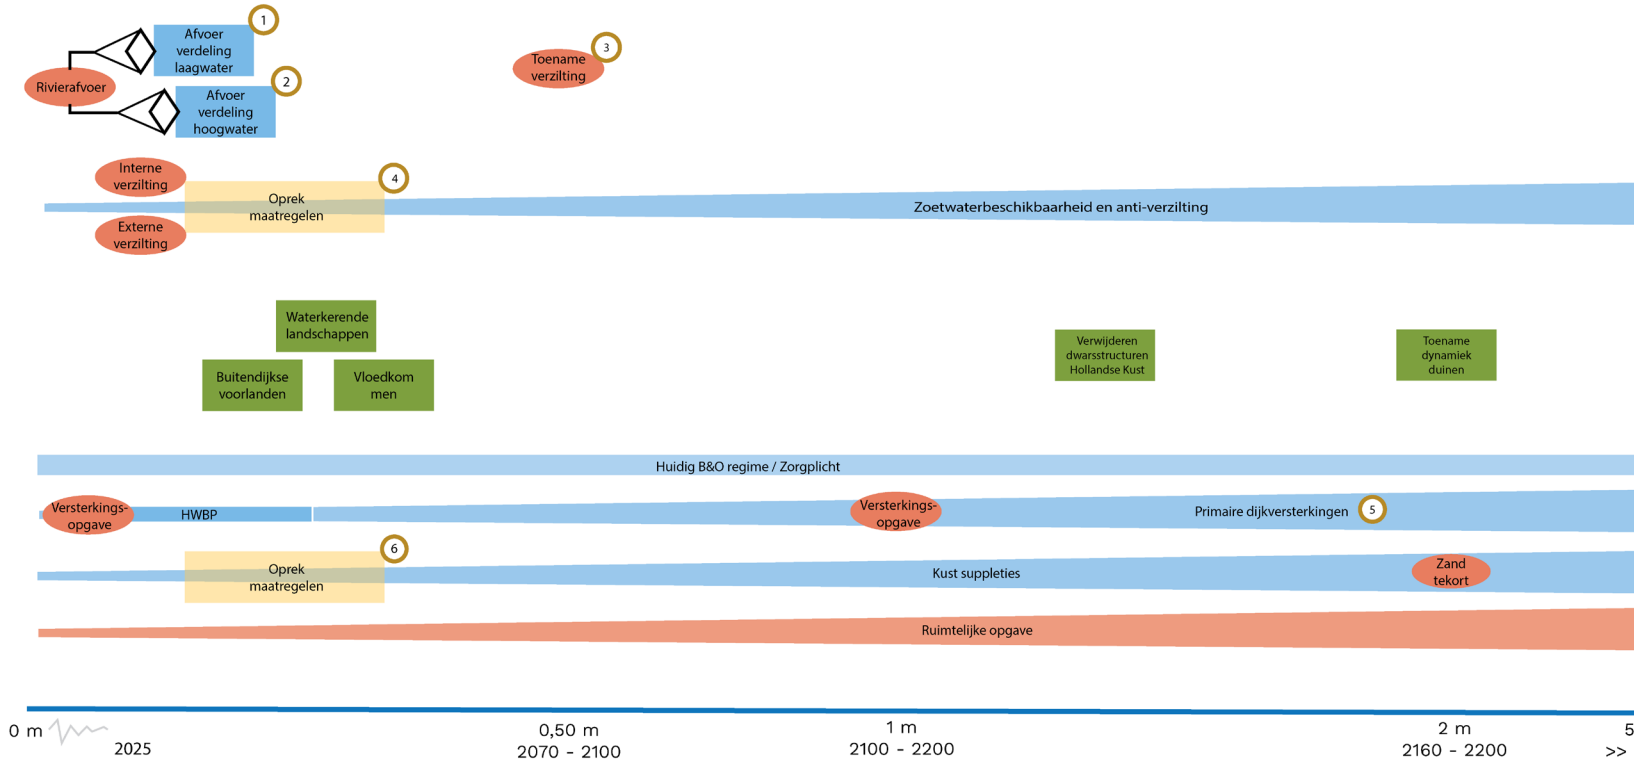 1
Afvoer
verdeling
laagwater
Rivierafvoer
2
Afvoer
verdeling
hoogwater
3
Toename
verzilting
Interne
verzilting
Externe
verzilting
4
Oprek
maatregelen
Zoetwaterbeschikbaarheid en anti-verzilting
Waterkerende
landschappen
Buitendijkse
voorlanden
Vloedkom
men
Verwijderen
dwarsstructuren
Hollandse Kust
Toename
dynamiek
duinen
Huidig B&O regime / Zorgplicht
Versterkings-
opgave
HWBP
Versterkings-
opgave
Primaire dijkversterkingen
5
6
Oprek
maatregelen
Kust suppleties
Zand
tekort
Ruimtelijke opgave
0 m
2025
0,50 m
2070 - 2100
1 m
2100 - 2200
2 m
2160 - 2200
5
>>